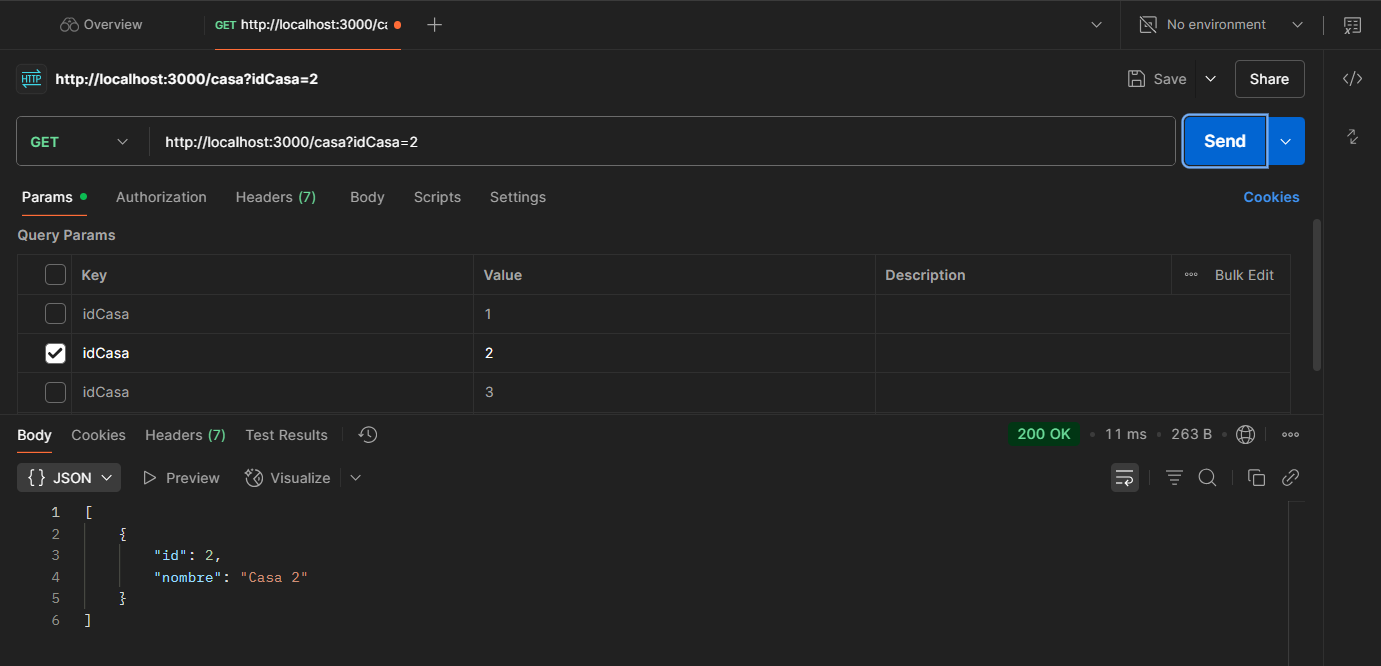 Overview GET http://localhost:3000/ca No environment
HTTP http://localhost:3000/casa?idCasa=2 Save Share
GET http://localhost:3000/casa?idCasa=2 Send
Params Authorization Headers (7) Body Scripts Settings Cookies
Query Params
Key Value Description Bulk Edit
idCasa 1
idCasa 2
idCasa 3
Body Cookies Headers (7) Test Results 200 OK 11 ms 263 B
{} JSON Preview Visualize
1 [
2 {
3 "id": 2,
4 "nombre": "Casa 2"
5 }
6 ]